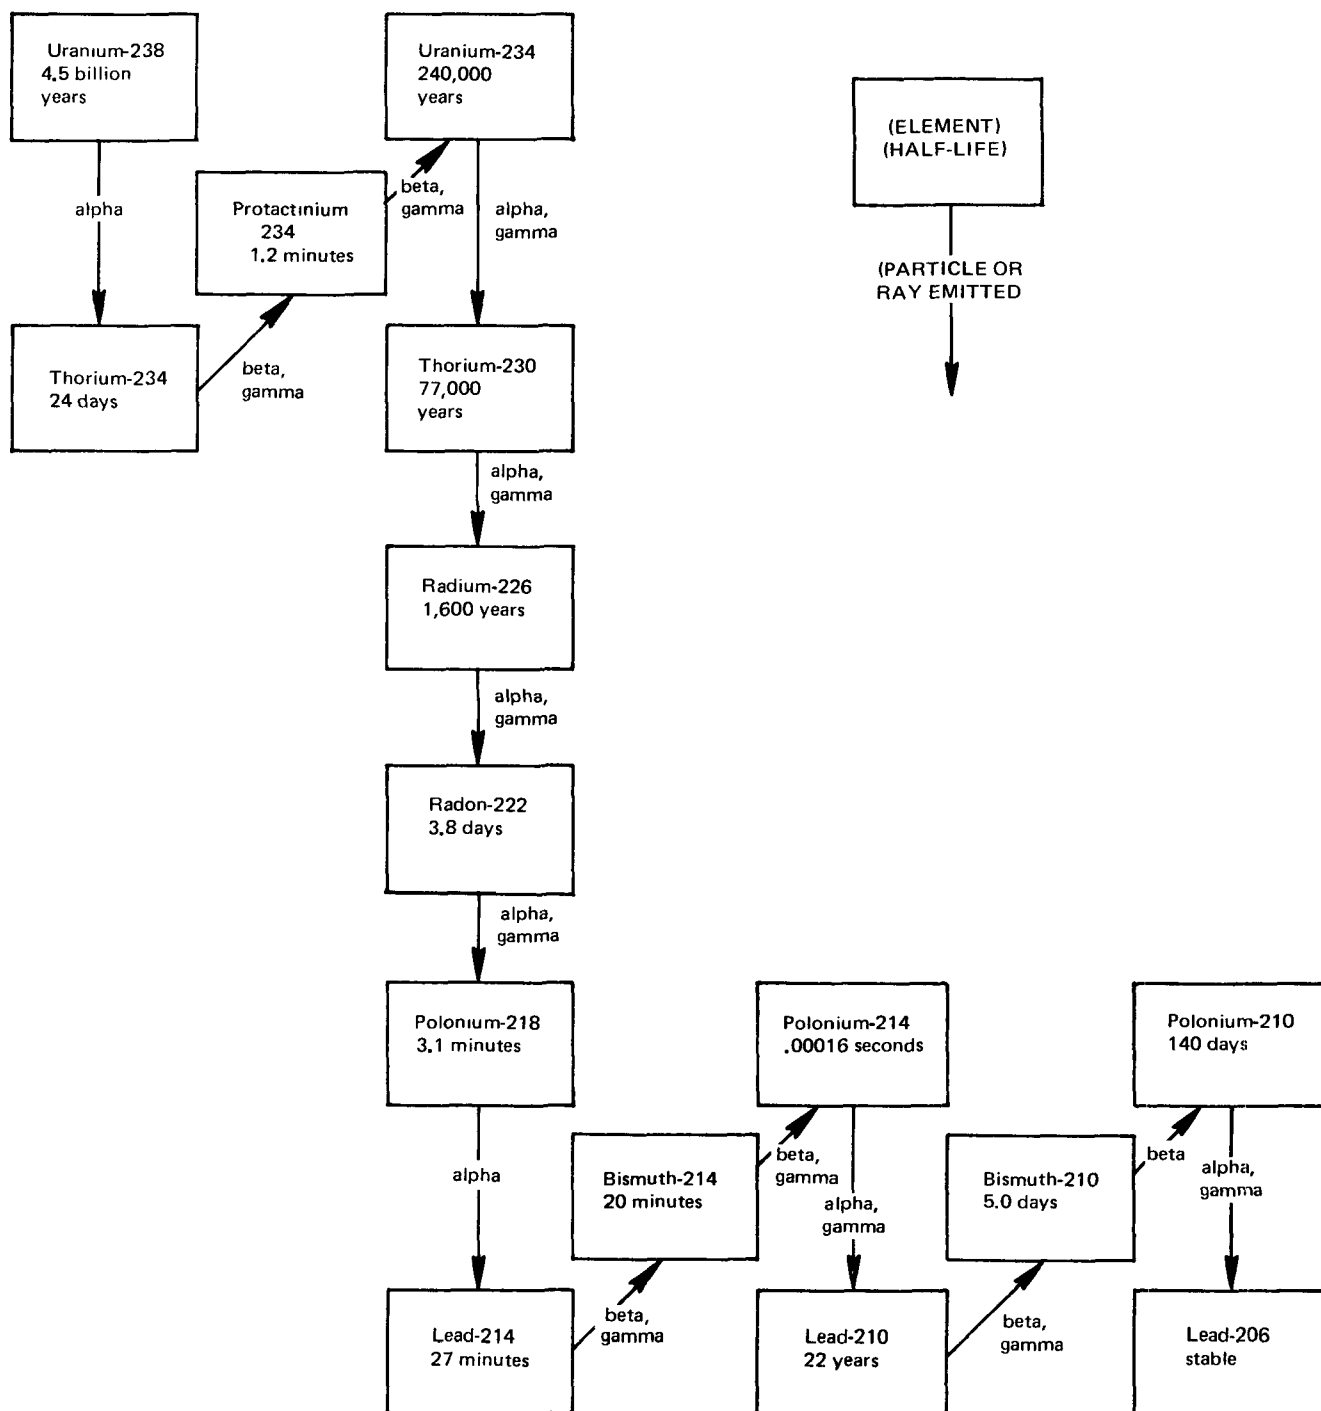 Uranium-238
4.5 billion
years
alpha
Thorium-234
24 days
beta,
gamma
Protactinium
234
1.2 minutes
beta,
gamma
Uranium-234
240,000
years
alpha,
gamma
Thorium-230
77,000
years
alpha,
gamma
Radium-226
1,600 years
alpha,
gamma
Radon-222
3.8 days
alpha,
gamma
Polonium-218
3.1 minutes
alpha
Lead-214
27 minutes
beta,
gamma
Bismuth-214
20 minutes
beta,
gamma
Polonium-214
.00016 seconds
alpha,
gamma
Lead-210
22 years
beta,
gamma
Bismuth-210
5.0 days
beta
Polonium-210
140 days
alpha,
gamma
Lead-206
stable
(ELEMENT)
(HALF-LIFE)
(PARTICLE OR
RAY EMITTED